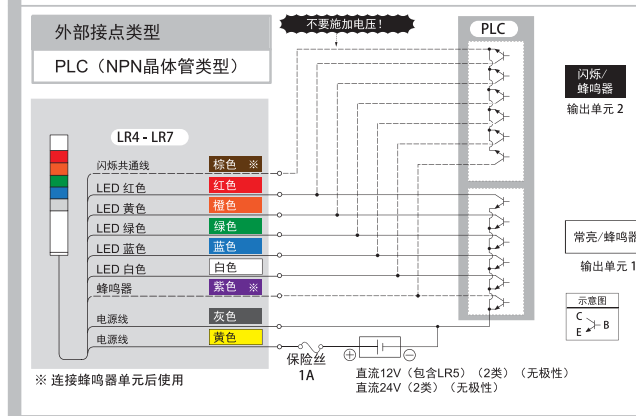 外部接点类型
PLC（NPN晶体管类型）
不要施加电压！
PLC
闪烁/
蜂鸣器
输出单元 2
LR4 - LR7
闪烁共通线
棕色 ※
LED 红色
红色
LED 黄色
橙色
LED 绿色
绿色
LED 蓝色
蓝色
LED 白色
白色
蜂鸣器
紫色 ※
电源线
灰色
电源线
黄色
常亮/蜂鸣器
输出单元 1
示意图
C
B
E
保险丝
1A
※ 连接蜂鸣器单元后使用
直流12V（包含LR5）（2类）（无极性）
直流24V（2类）（无极性）